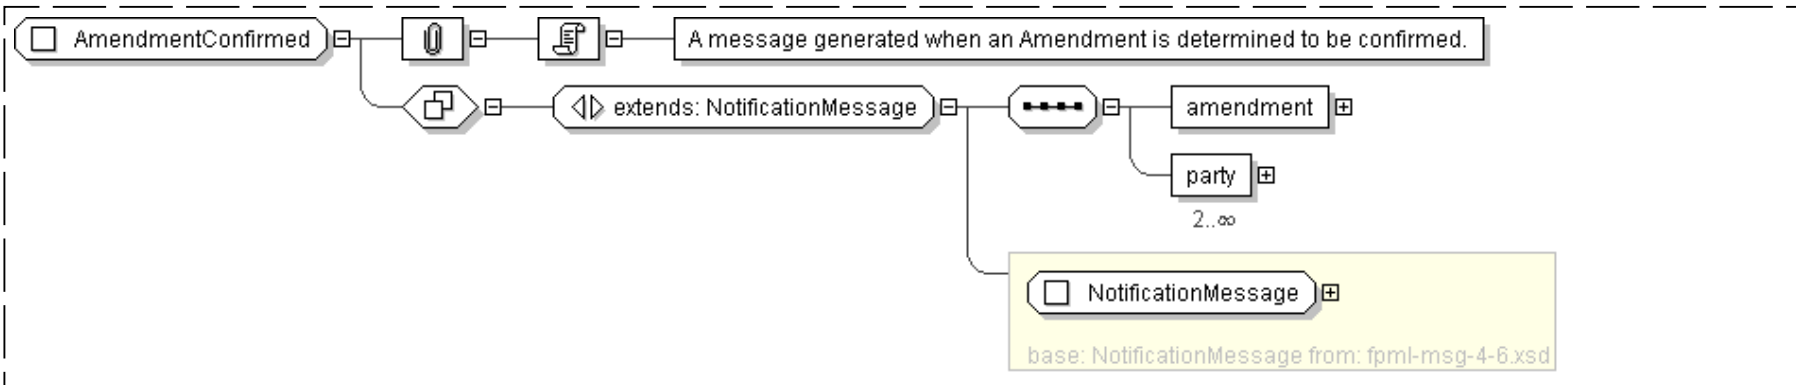 AmendmentConfirmed
A message generated when an Amendment is determined to be confirmed.
extends: NotificationMessage
amendment
party
2..∞
NotificationMessage
base: NotificationMessage from: fpml-msg-4-6.xsd